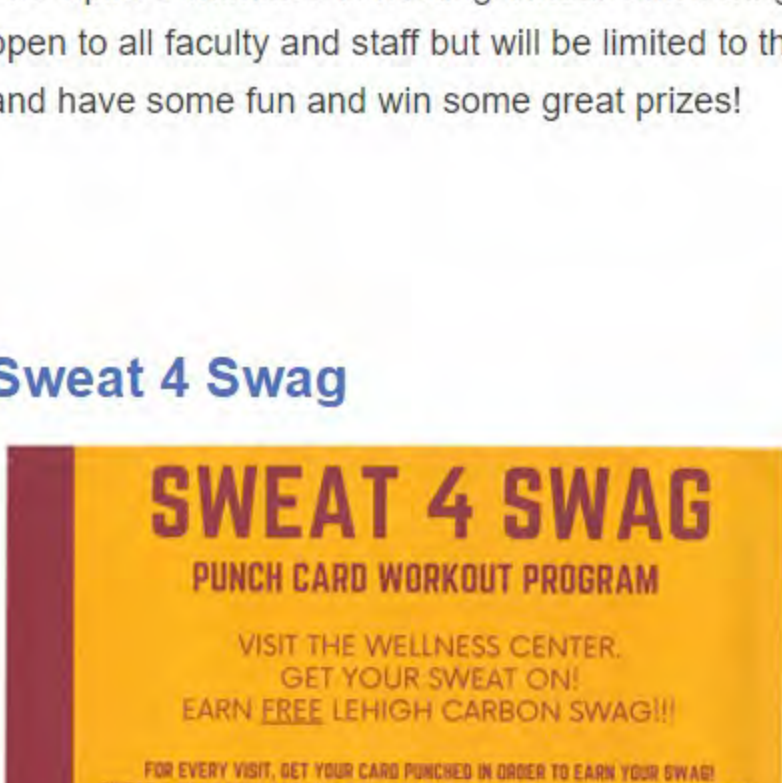 open to all faculty and staff but will be limited to
and have some fun and win some great prizes!
Sweat 4 Swag
SWEAT 4 SWAG
PUNCH CARD WORKOUT PROGRAM
VISIT THE WELLNESS CENTER.
GET YOUR SWEAT ON!
EARN FREE LEHIGH CARBON SWAG!!!
FOR EVERY VISIT, GET YOUR CARD PUNCHED IN ORDER TO EARN YOUR SWAG!